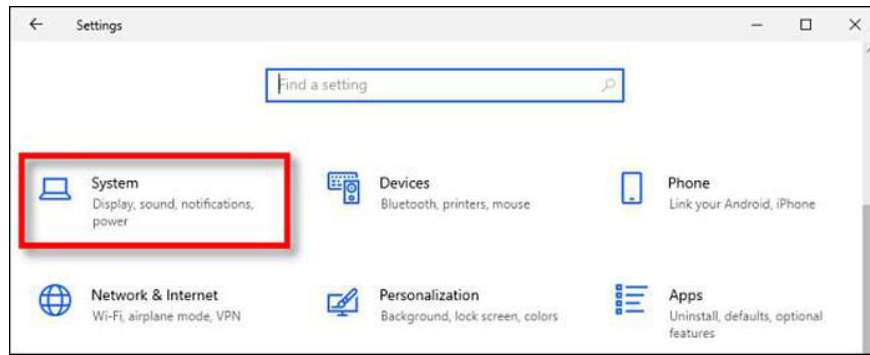 Settings
Find a setting
System
Display, sound, notifications,
power
Devices
Bluetooth, printers, mouse
Phone
Link your Android, iPhone
Network & Internet
Wi-Fi, airplane mode, VPN
Personalization
Background, lock screen, colors
Apps
Uninstall, defaults, optional
features